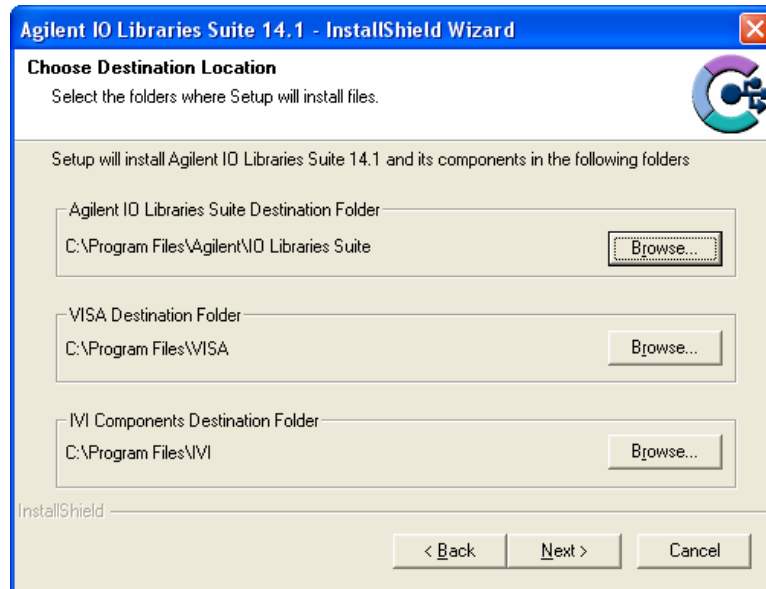 Agilent IO Libraries Suite 14.1 - InstallShield Wizard
Choose Destination Location
Select the folders where Setup will install files.
Setup will install Agilent IO Libraries Suite 14.1 and its components in the following folders
Agilent IO Libraries Suite Destination Folder
C:\Program Files\Agilent\IO Libraries Suite
Browse...
VISA Destination Folder
C:\Program Files\VISA
Browse...
IVI Components Destination Folder
C:\Program Files\IVI
Browse...
InstallShield
< Back
Next >
Cancel